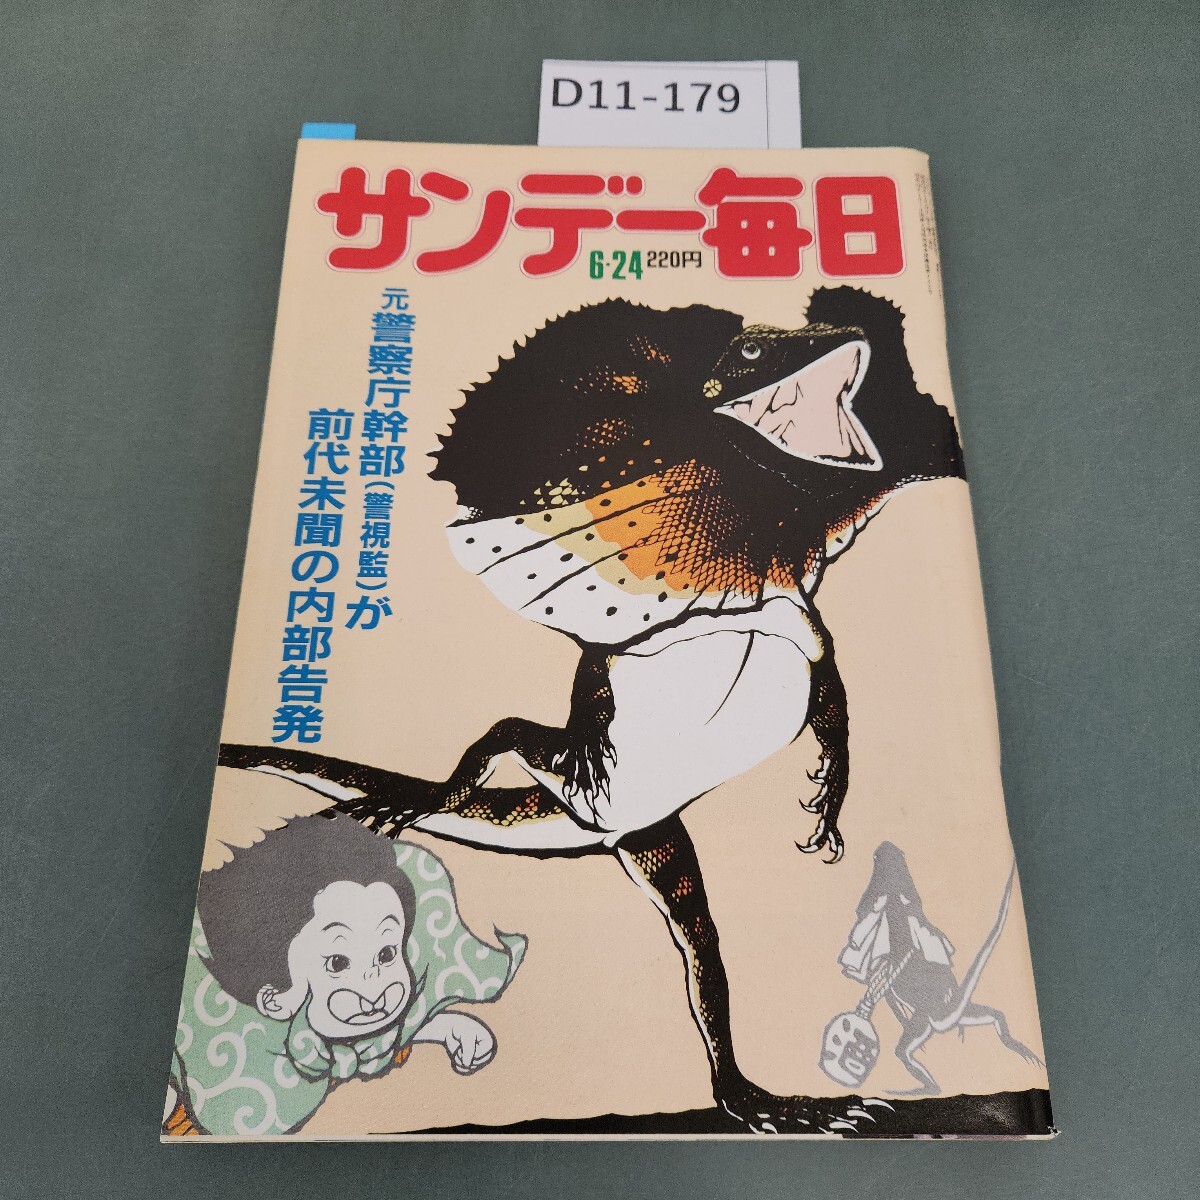 D11-179
サンデー毎日
6・24 220円
元警察庁幹部(警視監)が
前代未聞の内部告発